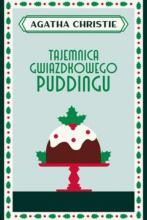 AGATHA CHRISTIE
TAJEMNICA
GWIAZDKOWEGO
PUDDINGU